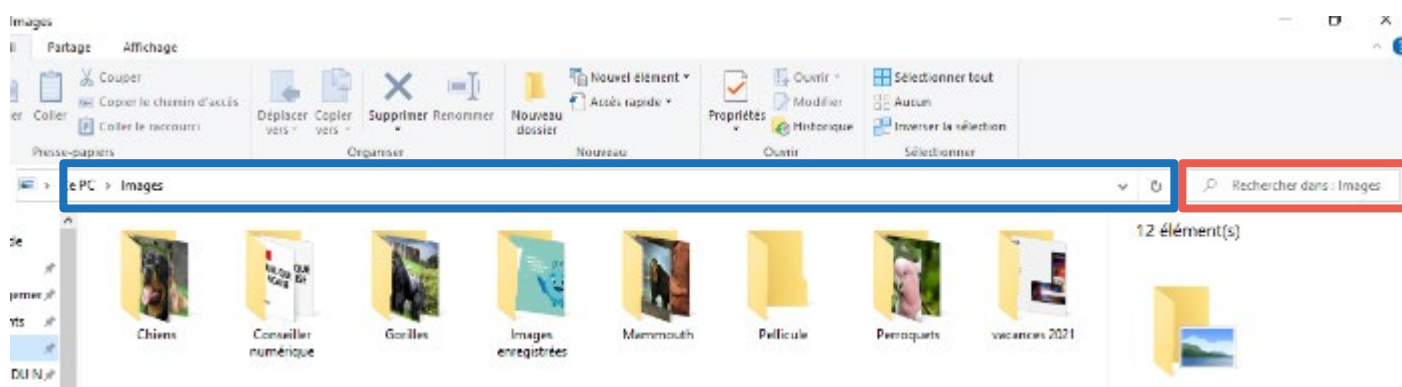 Images
Partage Affichage
Couper
Copier le chemin d'accès
Coller
Coller le raccourci
Presse-papiers
Déplacer vers
Copier vers
Supprimer
Renommer
Organiser
Nouveau dossier
Nouvel élément
Accès rapide
Nouveau
Propriétés
Ouvrir
Modifier
Historique
Ouvrir
Sélectionner tout
Aucun
Inverser la sélection
Sélectionner
PC > Images
Rechercher dans : Images
12 élément(s)
Chiens
Conseiller
numérique
Gorilles
Images
enregistrées
Mammouth
Pellicule
Perroquets
vacances 2021
DU N